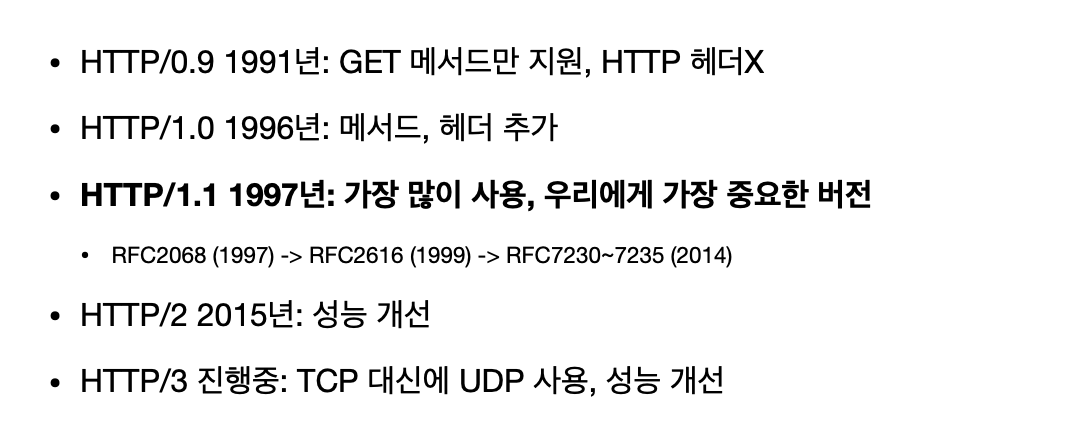 • HTTP/0.9 1991년: GET 메서드만 지원, HTTP 헤더X
• HTTP/1.0 1996년: 메서드, 헤더 추가
• HTTP/1.1 1997년: 가장 많이 사용, 우리에게 가장 중요한 버전
• RFC2068 (1997) -> RFC2616 (1999) -> RFC7230~7235 (2014)
• HTTP/2 2015년: 성능 개선
• HTTP/3 진행중: TCP 대신에 UDP 사용, 성능 개선